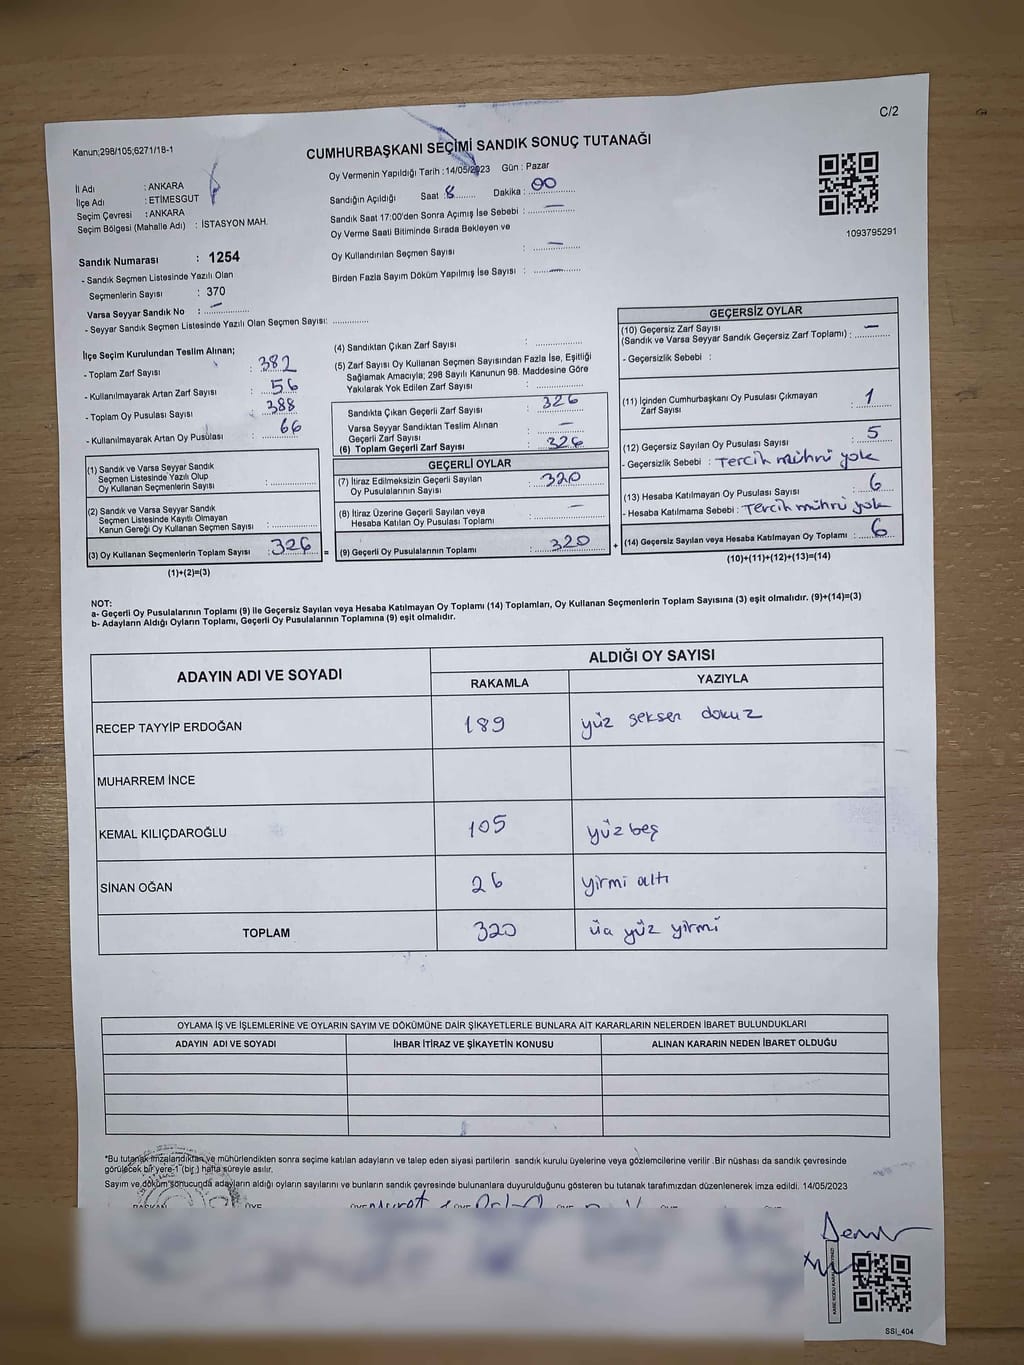 C/2
Kanun;298/105;6271/18-1
CUMHURBAŞKANI SEÇİMİ SANDIK SONUÇ TUTANAĞI
Oy Vermenin Yapıldığı Tarih :14/05/2023 Gün : Pazar
İl Adı : ANKARA
İlçe Adı : ETİMESGUT
Seçim Çevresi : ANKARA
Seçim Bölgesi (Mahalle Adı) : İSTASYON MAH.
Sandığın Açıldığı Saat : 8 Dakika : 00
Sandık Saat 17:00'den Sonra Açımış İse Sebebi : —
Oy Verme Saati Bitiminde Sırada Bekleyen ve
Oy Kullandırılan Seçmen Sayısı : —
Birden Fazla Sayım Döküm Yapılmış İse Sayısı : —
1093795291
Sandık Numarası : 1254
- Sandık Seçmen Listesinde Yazılı Olan
Seçmenlerin Sayısı : 370
Varsa Seyyar Sandık No : —
- Seyyar Sandık Seçmen Listesinde Yazılı Olan Seçmen Sayısı:
İlçe Seçim Kurulundan Teslim Alınan;
- Toplam Zarf Sayısı : 382
- Kullanılmayarak Artan Zarf Sayısı : 56
- Toplam Oy Pusulası Sayısı : 388
- Kullanılmayarak Artan Oy Pusulası : 66
(1) Sandık ve Varsa Seyyar Sandık
Seçmen Listesinde Yazılı Olup
Oy Kullanan Seçmenlerin Sayısı :
(2) Sandık ve Varsa Seyyar Sandık
Seçmen Listesinde Kayıtlı Olmayan
Kanun Gereği Oy Kullanan Seçmen Sayısı :
(3) Oy Kullanan Seçmenlerin Toplam Sayısı : 326 =
(1)+(2)=(3)
(4) Sandıktan Çıkan Zarf Sayısı :
(5) Zarf Sayısı Oy Kullanan Seçmen Sayısından Fazla İse, Eşitliği
Sağlamak Amacıyla; 298 Sayılı Kanunun 98. Maddesine Göre
Yakılarak Yok Edilen Zarf Sayısı :
Sandıkta Çıkan Geçerli Zarf Sayısı : 326
Varsa Seyyar Sandıktan Teslim Alınan
Geçerli Zarf Sayısı : —
(6) Toplam Geçerli Zarf Sayısı : 326
GEÇERLİ OYLAR
(7) İtiraz Edilmeksizin Geçerli Sayılan
Oy Pusulalarının Sayısı : 320
(8) İtiraz Üzerine Geçerli Sayılan veya
Hesaba Katılan Oy Pusulası Toplamı : —
(9) Geçerli Oy Pusulalarının Toplamı : 320 +
GEÇERSİZ OYLAR
(10) Geçersiz Zarf Sayısı
(Sandık ve Varsa Seyyar Sandık Geçersiz Zarf Toplamı) : —
- Geçersizlik Sebebi :
(11) İçinden Cumhurbaşkanı Oy Pusulası Çıkmayan
Zarf Sayısı : 1
(12) Geçersiz Sayılan Oy Pusulası Sayısı : 5
- Geçersizlik Sebebi : Tercih mührü yok
(13) Hesaba Katılmayan Oy Pusulası Sayısı : 6
- Hesaba Katılmama Sebebi : Tercih mührü yok
(14) Geçersiz Sayılan veya Hesaba Katılmayan Oy Toplamı : 6
(10)+(11)+(12)+(13)=(14)
NOT:
a- Geçerli Oy Pusulalarının Toplamı (9) ile Geçersiz Sayılan veya Hesaba Katılmayan Oy Toplamı (14) Toplamları, Oy Kullanan Seçmenlerin Toplam Sayısına (3) eşit olmalıdır. (9)+(14)=(3)
b- Adayların Aldığı Oyların Toplamı, Geçerli Oy Pusulalarının Toplamına (9) eşit olmalıdır.
ADAYIN ADI VE SOYADI ALDIĞI OY SAYISI
RAKAMLA YAZIYLA
RECEP TAYYİP ERDOĞAN 189 yüz seksen dokuz
MUHARREM İNCE
KEMAL KILIÇDAROĞLU 105 yüz beş
SİNAN OĞAN 26 yirmi altı
TOPLAM 320 üç yüz yirmi
OYLAMA İŞ VE İŞLEMLERİNE VE OYLARIN SAYIM VE DÖKÜMÜNE DAİR ŞİKAYETLERLE BUNLARA AİT KARARLARIN NELERDEN İBARET BULUNDUKLARI
ADAYIN ADI VE SOYADI İHBAR İTİRAZ VE ŞİKAYETİN KONUSU ALINAN KARARIN NEDEN İBARET OLDUĞU
*Bu tutanak imzalandıktan ve mühürlendikten sonra seçime katılan adayların ve talep eden siyasi partilerin sandık kurulu üyelerine veya gözlemcilerine verilir .Bir nüshası da sandık çevresinde
görülecek bir yere 1 (bir) hafta süreyle asılır.
Sayım ve döküm sonucunda adayların aldığı oyların sayılarını ve bunların sandık çevresinde bulunanlara duyurulduğunu gösteren bu tutanak tarafımızdan düzenlenerek imza edildi. 14/05/2023
BAŞKAN ÜYE
SSİ_404